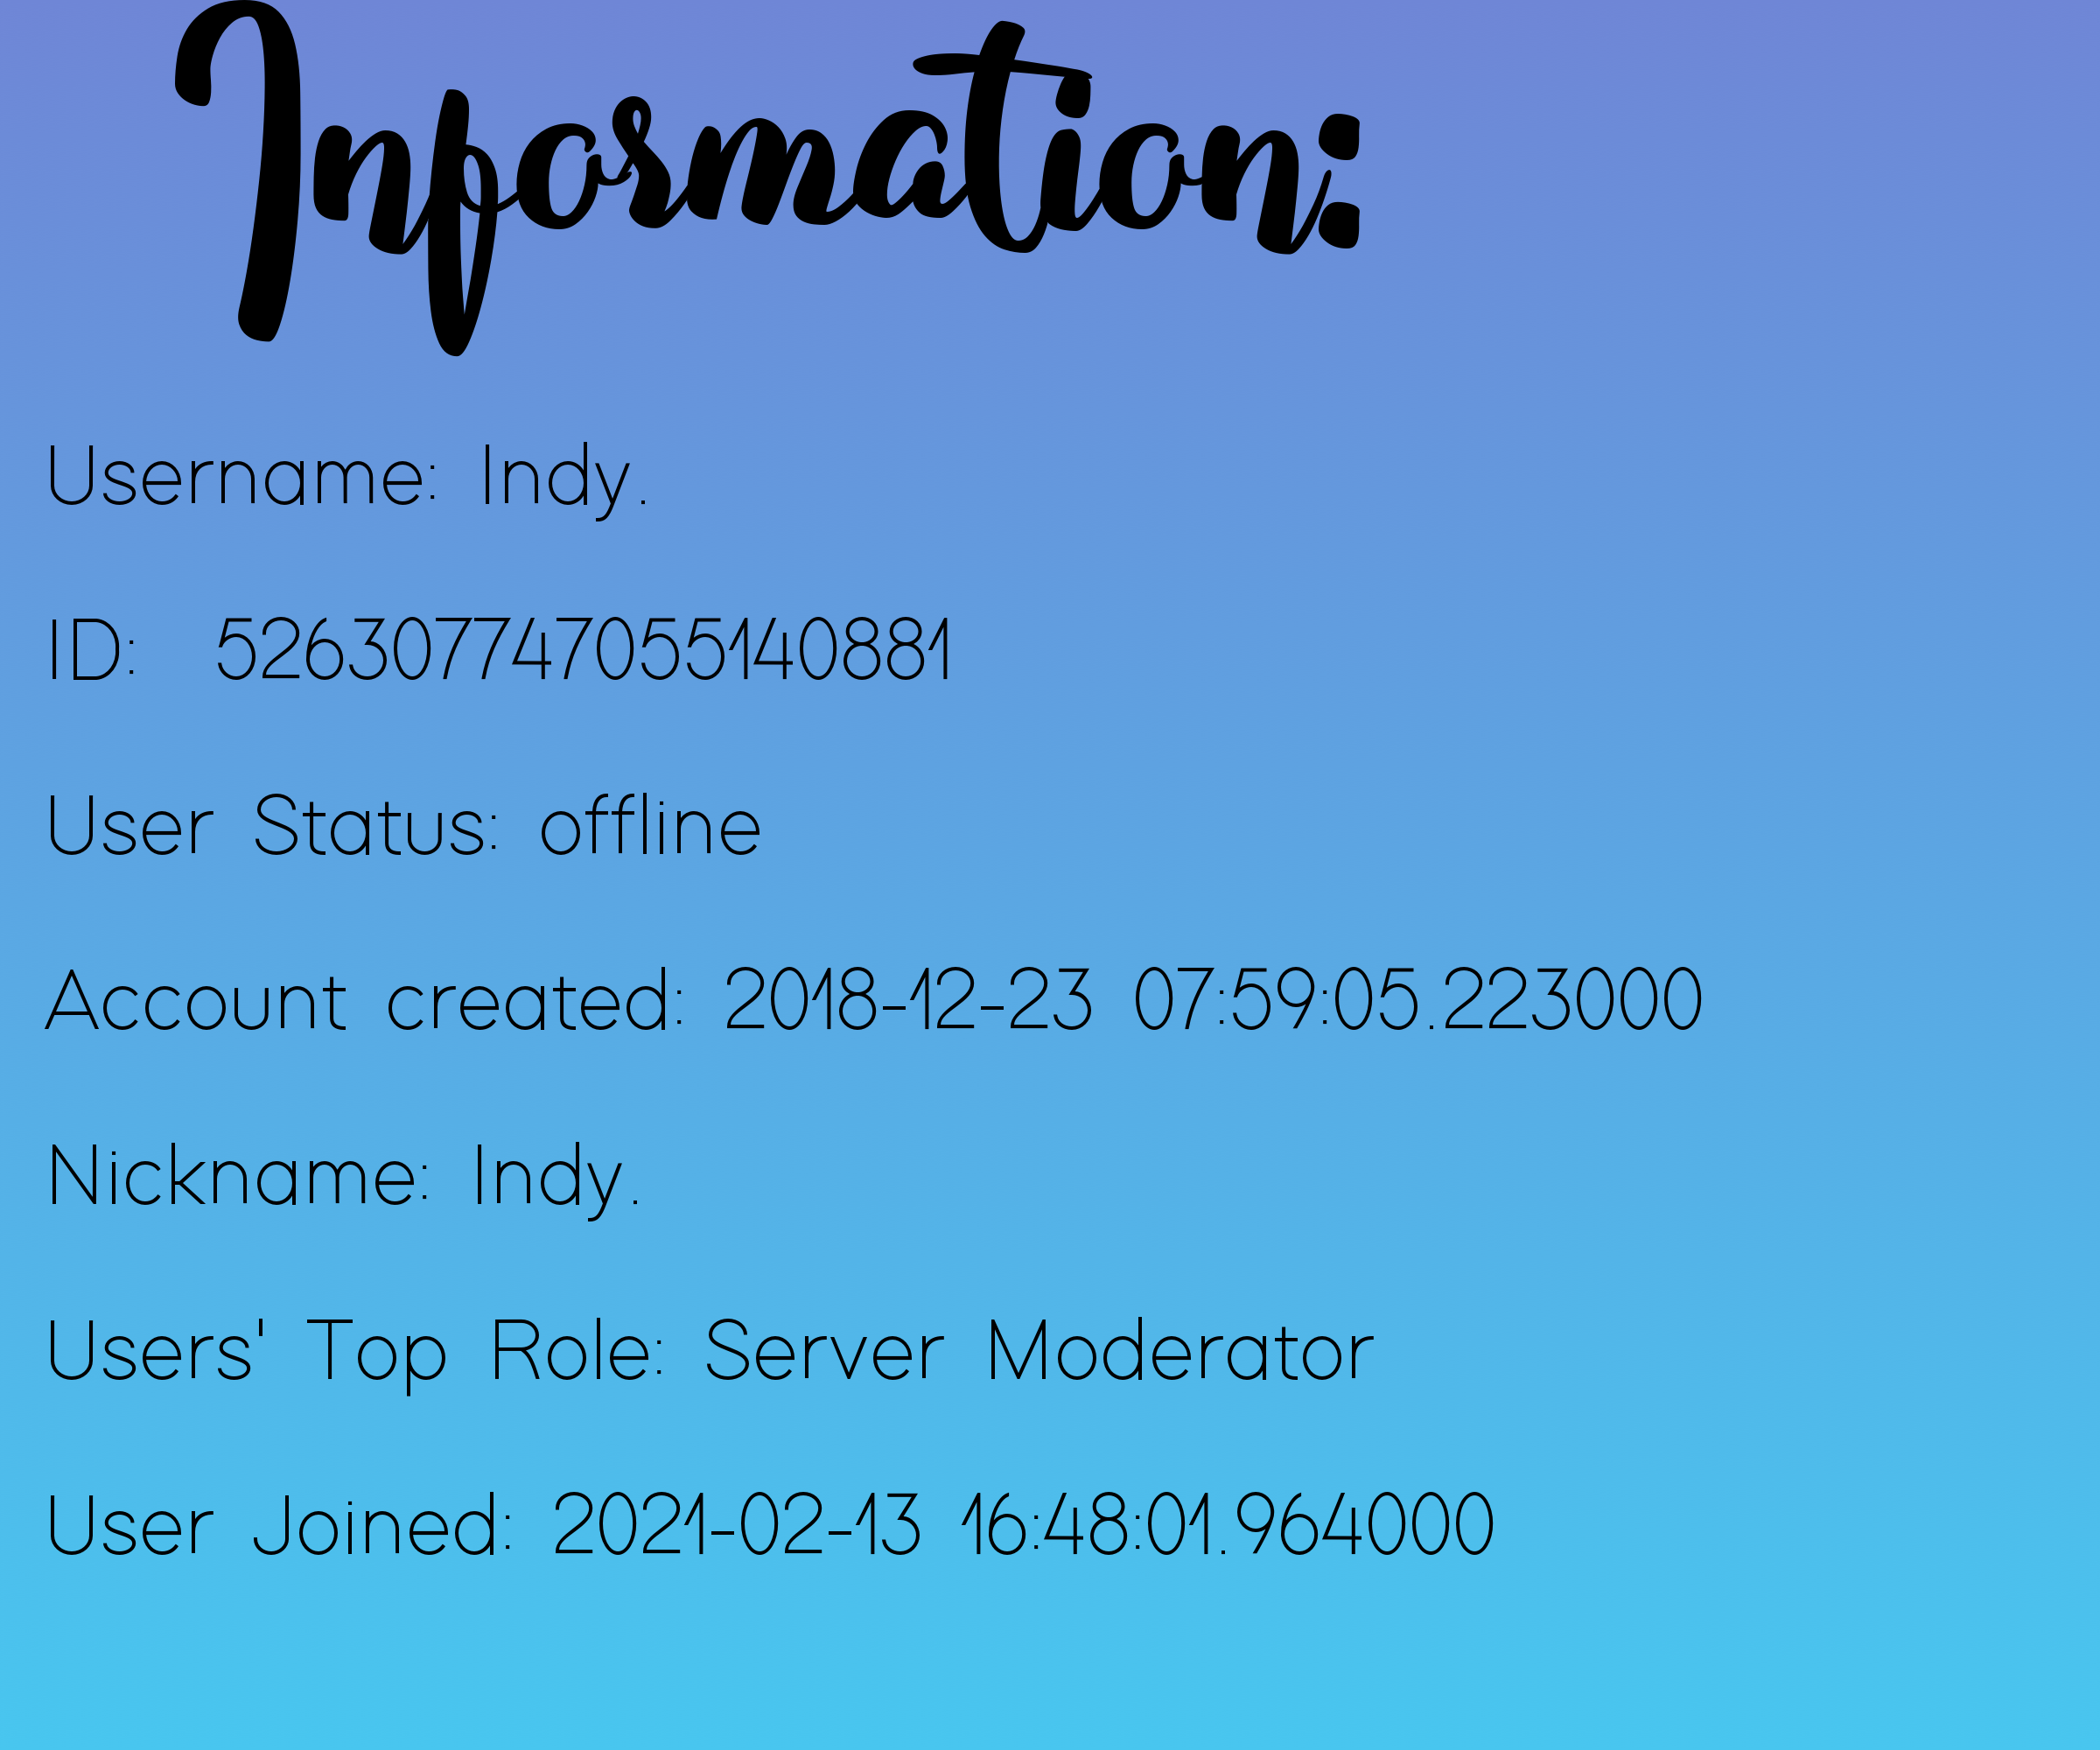 Information:
Username: Indy.
ID: 526307747055140881
User Status: offline
Account created: 2018-12-23 07:59:05.223000
Nickname: Indy.
Users' Top Role: Server Moderator
User Joined: 2021-02-13 16:48:01.964000